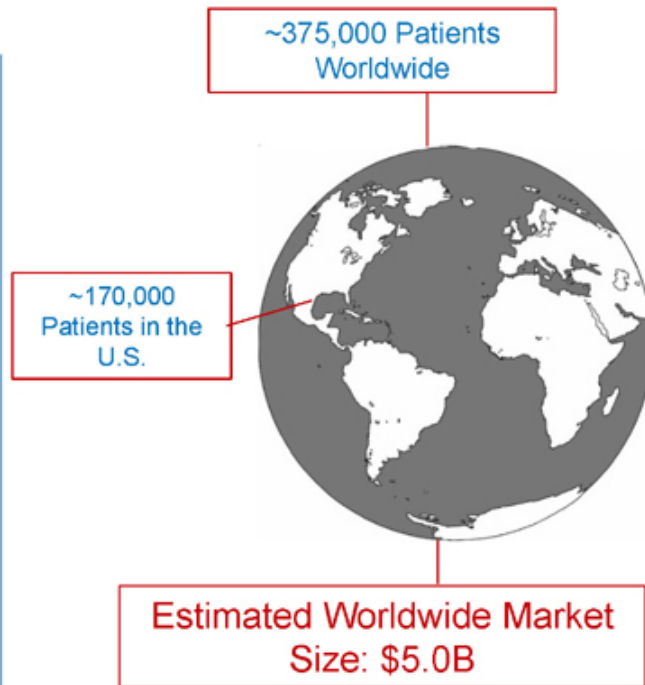 ~375,000 Patients
Worldwide
~170,000
Patients in the
U.S.
Estimated Worldwide Market
Size: $5.0B